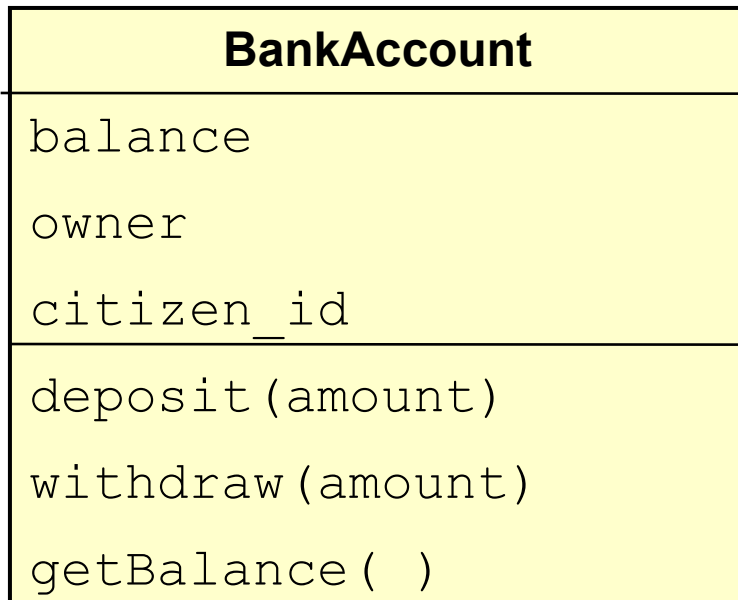 BankAccount
balance
owner
citizen_id
deposit(amount)
withdraw(amount)
getBalance( )